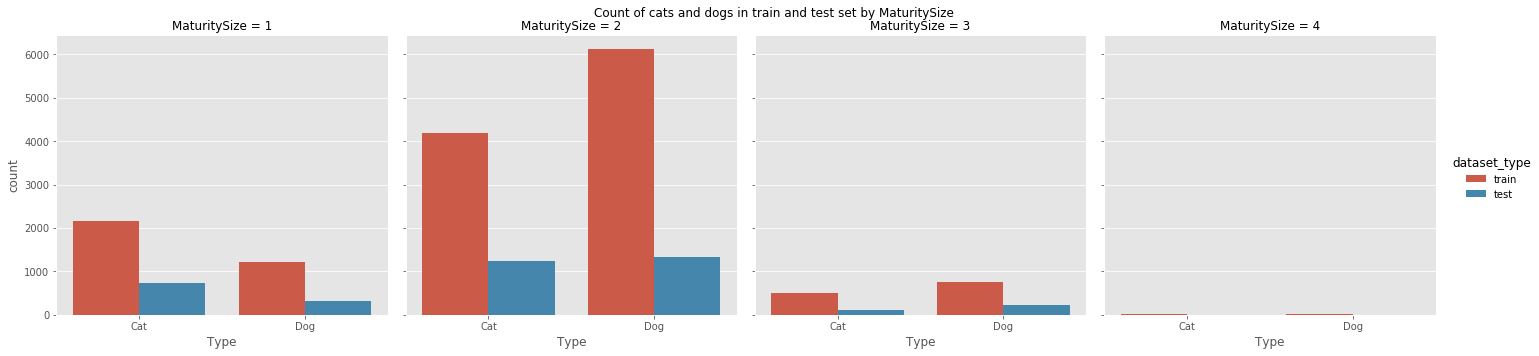 Count of cats and dogs in train and test set by MaturitySize
MaturitySize = 1
MaturitySize = 2
MaturitySize = 3
MaturitySize = 4
count
6000
5000
4000
3000
2000
1000
0
Cat
Dog
Cat
Dog
Cat
Dog
Cat
Dog
Type
Type
Type
Type
dataset_type
train
test